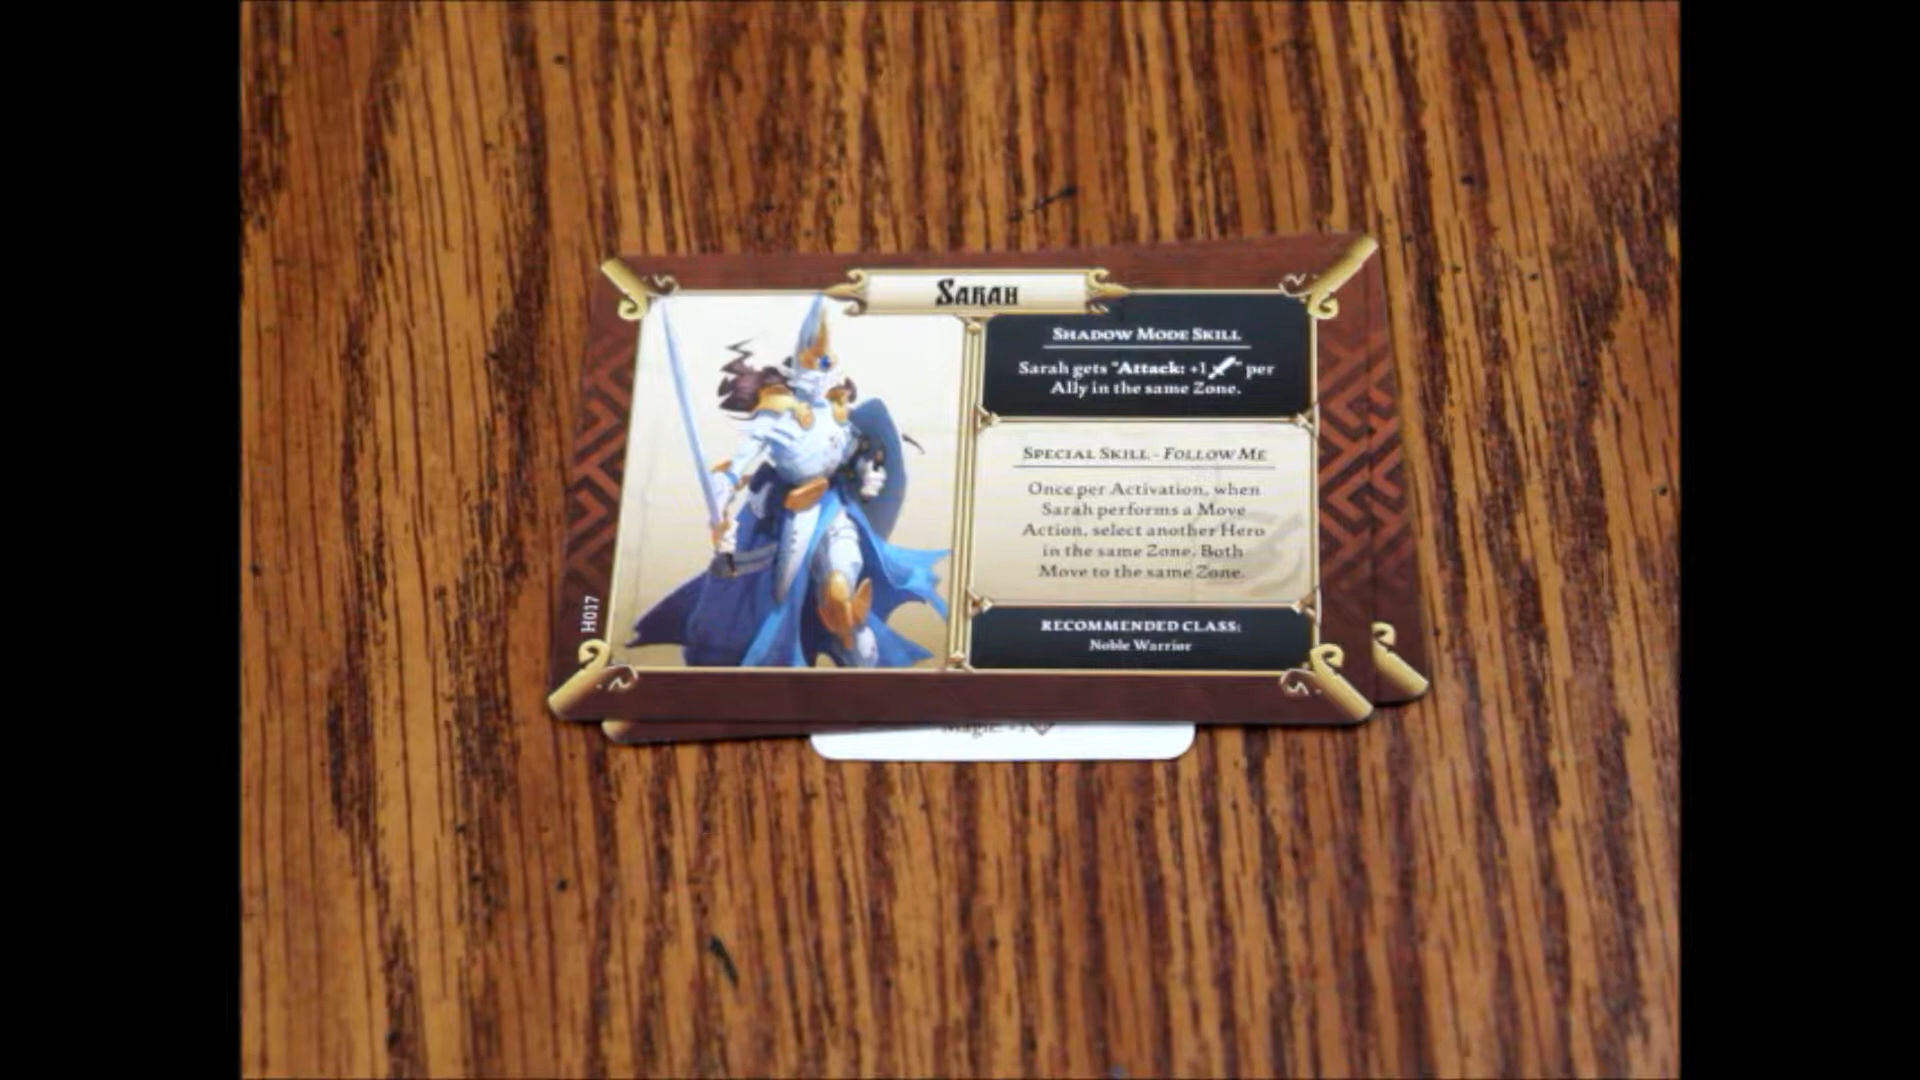 Sarah
Shadow Mode Skill
Sarah gets "Attack: +1 " per
Ally in the same Zone.
Special Skill - Follow Me
Once per Activation, when
Sarah performs a Move
Action, select another Hero
in the same Zone. Both
Move to the same Zone.
RECOMMENDED CLASS:
Noble Warrior
H017
Magic: +1